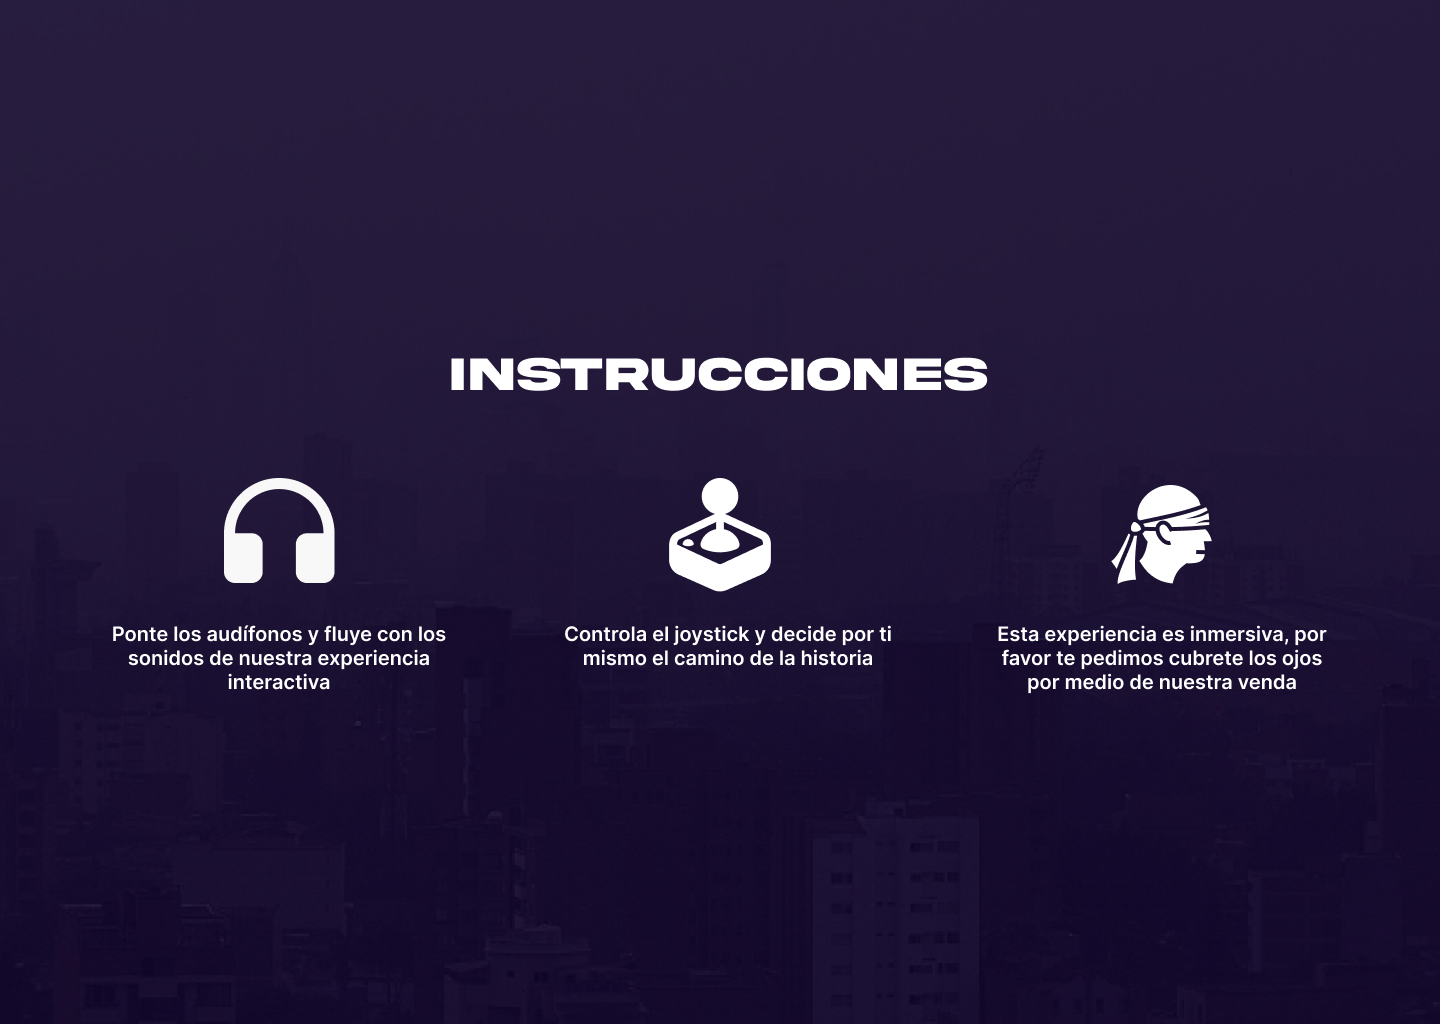 INSTRUCCIONES
Ponte los audífonos y fluye con los
sonidos de nuestra experiencia
interactiva
Controla el joystick y decide por ti
mismo el camino de la historia
Esta experiencia es inmersiva, por
favor te pedimos cubrete los ojos
por medio de nuestra venda